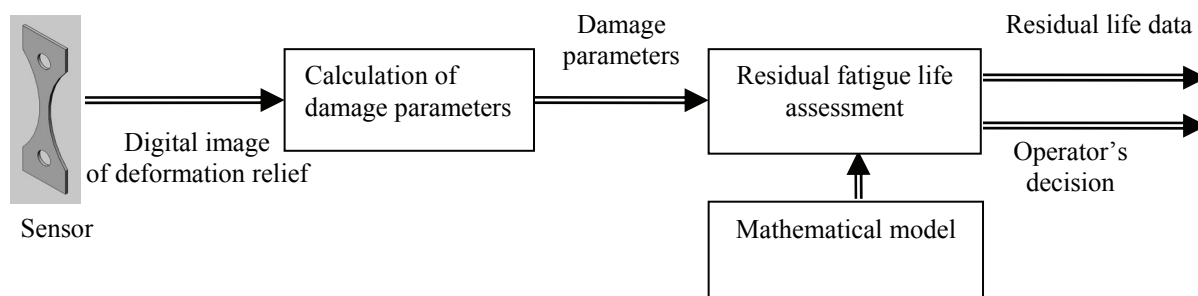 Sensor
Digital image
of deformation relief
Calculation of
damage parameters
Damage
parameters
Residual fatigue life
assessment
Mathematical model
Residual life data
Operator’s
decision